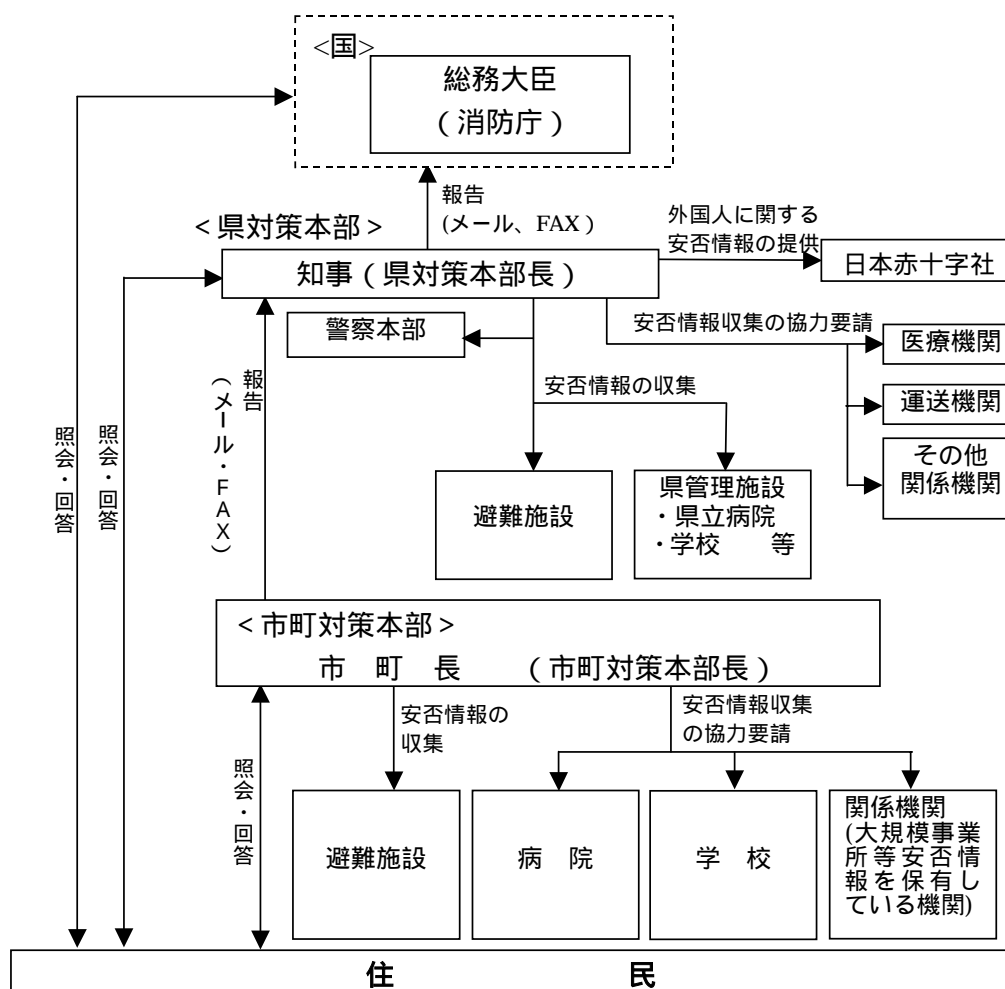 <国>
総務大臣
(消防庁)
報告
(メール、FAX)
外国人に関する
安否情報の提供
<県対策本部>
知事(県対策本部長)
日本赤十字社
警察本部
安否情報収集の協力要請
医療機関
運送機関
その他
関係機関
安否情報の収集
避難施設
県管理施設
・県立病院
・学校 等
報告
(メール・FAX)
照会・回答
照会・回答
<市町対策本部>
市 町 長 (市町対策本部長)
安否情報の
収集
安否情報収集
の協力要請
照会・回答
避難施設
病 院
学 校
関係機関
(大規模事業
所等安否情
報を保有し
ている機関)
住 民